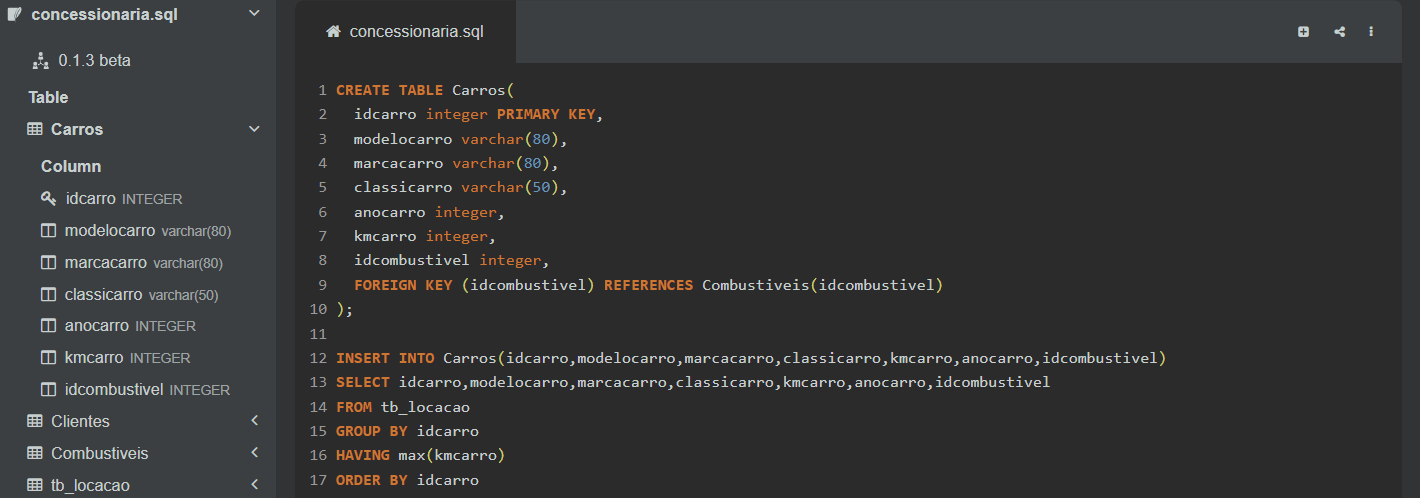 concessionaria.sql
0.1.3 beta
Table
Carros
Column
idcarro INTEGER
modelocarro varchar(80)
marcacarro varchar(80)
classicarro varchar(50)
anocarro INTEGER
kmcarro INTEGER
idcombustivel INTEGER
Clientes
Combustiveis
tb_locacao
concessionaria.sql
1 CREATE TABLE Carros(
2   idcarro integer PRIMARY KEY,
3   modelocarro varchar(80),
4   marcacarro varchar(80),
5   classicarro varchar(50),
6   anocarro integer,
7   kmcarro integer,
8   idcombustivel integer,
9   FOREIGN KEY (idcombustivel) REFERENCES Combustiveis(idcombustivel)
10 );
11
12 INSERT INTO Carros(idcarro,modelocarro,marcacarro,classicarro,kmcarro,anocarro,idcombustivel)
13 SELECT idcarro,modelocarro,marcacarro,classicarro,kmcarro,anocarro,idcombustivel
14 FROM tb_locacao
15 GROUP BY idcarro
16 HAVING max(kmcarro)
17 ORDER BY idcarro